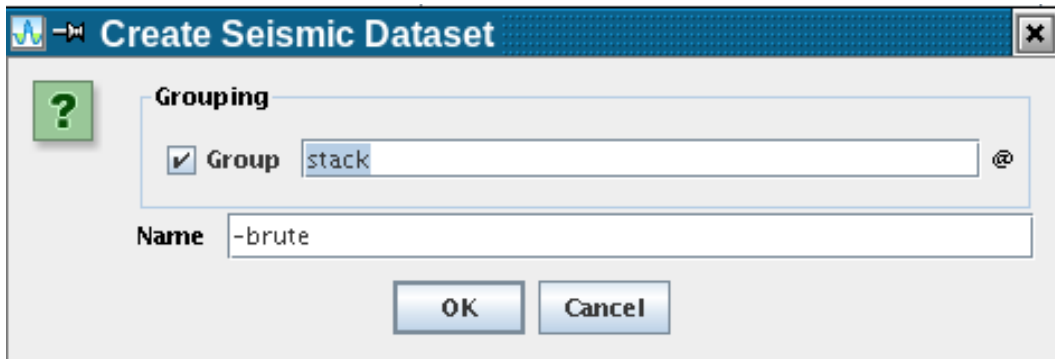 Create Seismic Dataset
Grouping
Group stack @
Name -brute
OK Cancel